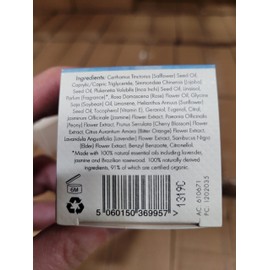 Ingredients: Carthamus Tinctorius (Safflower) Seed Oil,
Caprylic/Capric Triglyceride, Simmondsia Chinensis (Jojoba)
Seed Oil, Plukenetia Volubilis (Inca Inchi) Seed Oil, Linalool,
Parfum (Fragrance)*, Rosa Damascena (Rose) Flower Oil, Glycine
Soja (Soybean) Oil, Limonene, Helianthus Annuus (Sunflower)
Seed Oil, Tocopherol (Vitamin E), Geraniol, Eugenol, Citral,
Jasminum Officinale (Jasmine) Flower Extract, Paeonia Officinalis
(Peony) Flower Extract, Prunus Serrulata (Cherry Blossom) Flower
Extract, Citrus Aurantium Amara (Bitter Orange) Flower Extract,
Lavandula Angustifolia (Lavender) Flower Extract, Sambucus Nigra
(Elder) Flower Extract, Benzyl Benzoate, Citronellol.
*Made with 100% natural essential oils including lavender,
jasmine and Brazilian rosewood. 100% naturally derived
ingredients, 91% of which are certified organic.
6M
5 060150 369957 >
1319C
AC 610671
PC 1202033